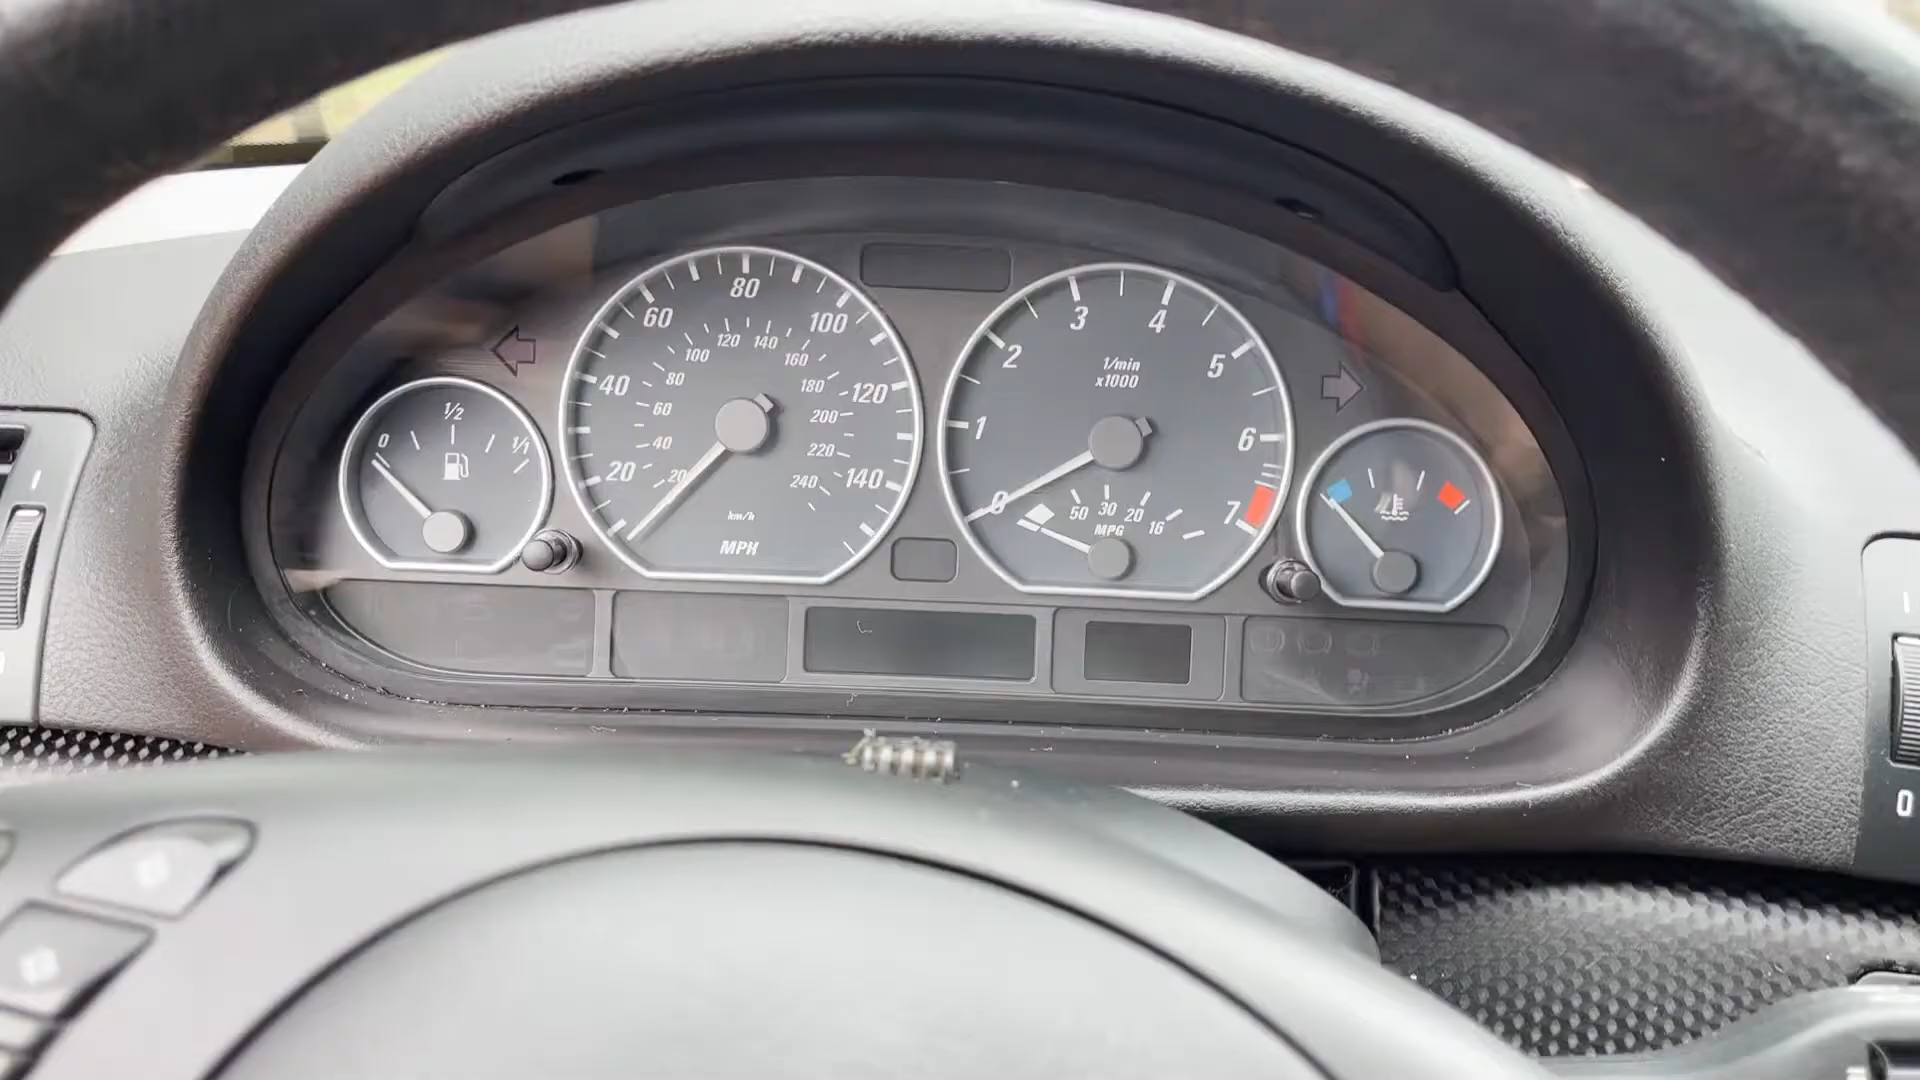 0 1/2 1/1
20 40 60 80 100 120 140
20 40 60 80 100 120 140 160 180 200 220 240
km/h
MPH
0 1 2 3 4 5 6 7
1/min
x1000
50 30 20 16
MPG
0